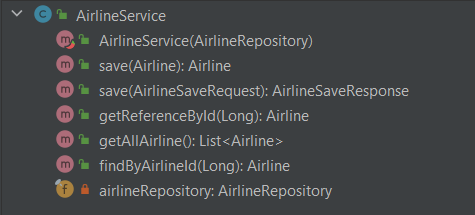 AirlineService
AirlineService(AirlineRepository)
save(Airline): Airline
save(AirlineSaveRequest): AirlineSaveResponse
getReferenceById(Long): Airline
getAllAirline(): List<Airline>
findByAirlineId(Long): Airline
airlineRepository: AirlineRepository